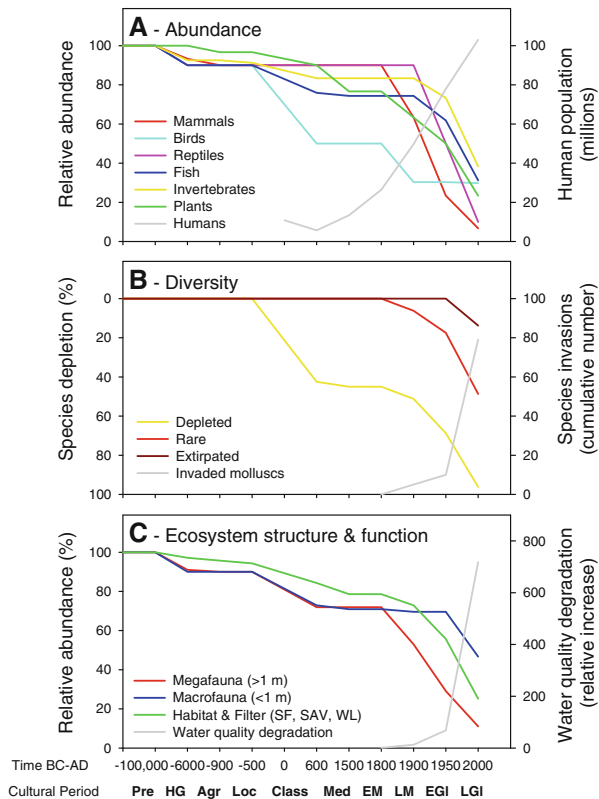 A - Abundance
Relative abundance
100
80
60
40
20
0
Mammals
Birds
Reptiles
Fish
Invertebrates
Plants
Humans
100
80
60
40
20
0
Human population
(millions)
B - Diversity
Species depletion (%)
0
20
40
60
80
100
Depleted
Rare
Extirpated
Invaded molluscs
100
80
60
40
20
0
Species invasions
(cumulative number)
C - Ecosystem structure & function
Relative abundance (%)
100
80
60
40
20
0
Megafauna (>1 m)
Macrofauna (<1 m)
Habitat & Filter (SF, SAV, WL)
Water quality degradation
800
600
400
200
0
Water quality degradation
(relative increase)
Time BC-AD -100,000 -6000 -900 -500 0 600 1500 1800 1900 1950 2000
Cultural Period Pre HG Agr Loc Class Med EM LM EGI LGI